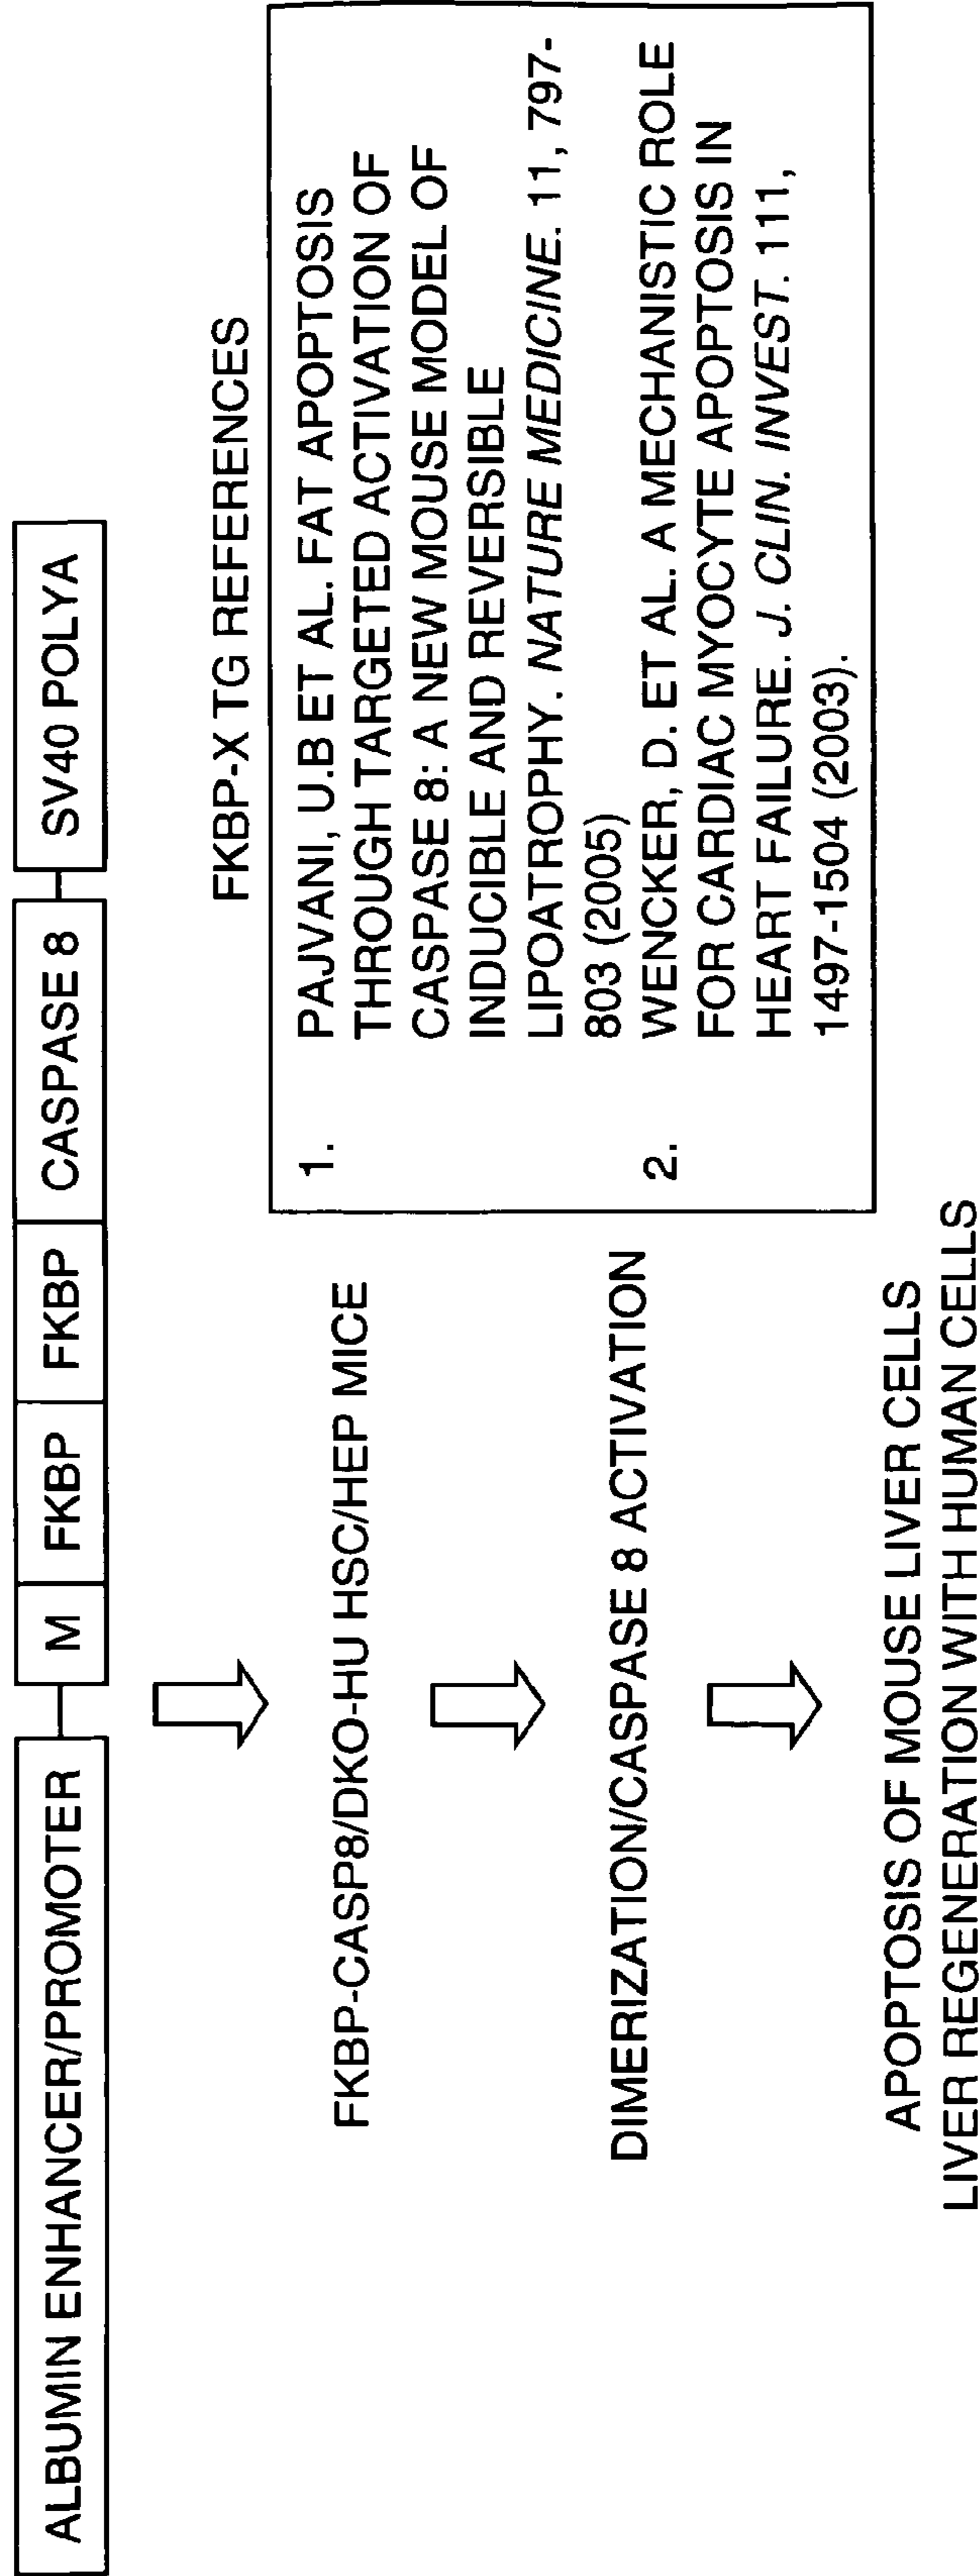 ALBUMIN ENHANCER/PROMOTER M FKBP FKBP CASPASE 8 SV40 POLYA
FKBP-CASP8/DKO-HU HSC/HEP MICE
DIMERIZATION/CASPASE 8 ACTIVATION
APOPTOSIS OF MOUSE LIVER CELLS
LIVER REGENERATION WITH HUMAN CELLS
FKBP-X TG REFERENCES
1. PAJVANI, U.B ET AL. FAT APOPTOSIS
THROUGH TARGETED ACTIVATION OF
CASPASE 8: A NEW MOUSE MODEL OF
INDUCIBLE AND REVERSIBLE
LIPOATROPHY. NATURE MEDICINE. 11, 797-
803 (2005)
2. WENCKER, D. ET AL. A MECHANISTIC ROLE
FOR CARDIAC MYOCYTE APOPTOSIS IN
HEART FAILURE. J. CLIN. INVEST. 111,
1497-1504 (2003).